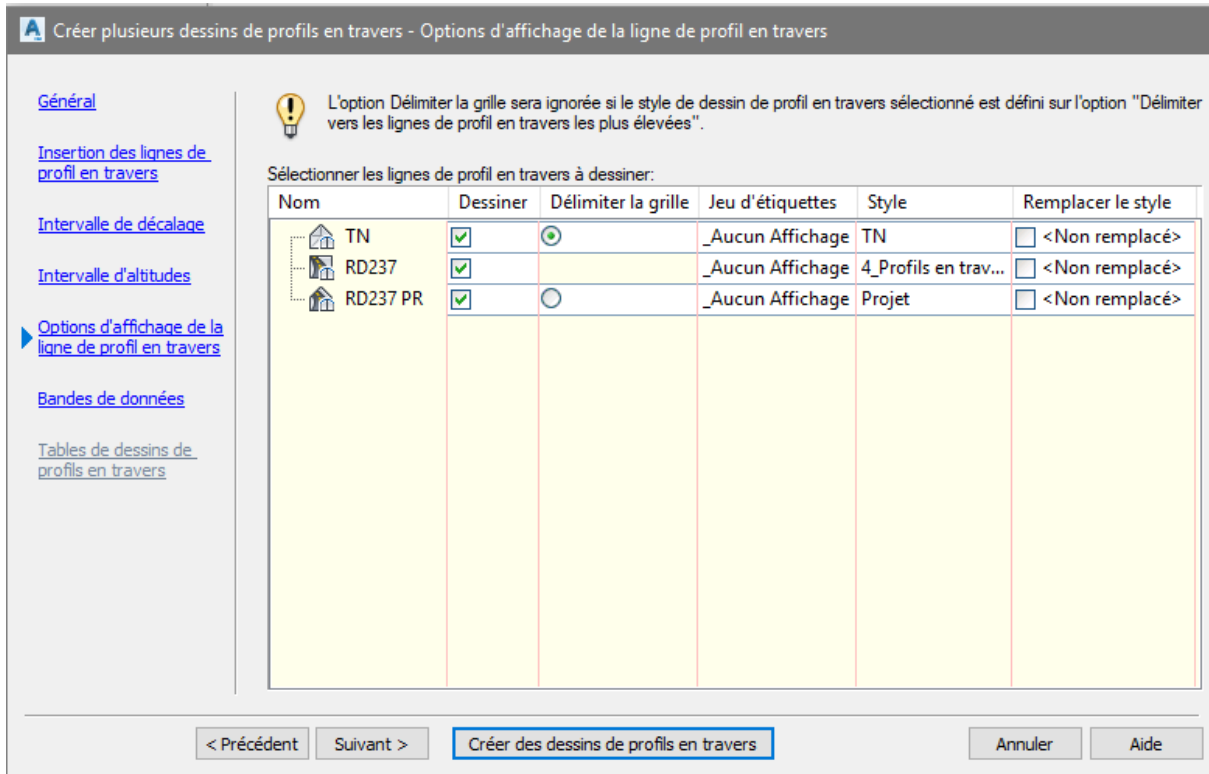 Créer plusieurs dessins de profils en travers - Options d'affichage de la ligne de profil en travers
Général
Insertion des lignes de
profil en travers
Intervalle de décalage
Intervalle d'altitudes
Options d'affichage de la
ligne de profil en travers
Bandes de données
Tables de dessins de
profils en travers
L'option Délimiter la grille sera ignorée si le style de dessin de profil en travers sélectionné est défini sur l'option "Délimiter
vers les lignes de profil en travers les plus élevées".
Sélectionner les lignes de profil en travers à dessiner:
Nom Dessiner Délimiter la grille Jeu d'étiquettes Style Remplacer le style
TN _Aucun Affichage TN <Non remplacé>
RD237 _Aucun Affichage 4_Profils en trav... <Non remplacé>
RD237 PR _Aucun Affichage Projet <Non remplacé>
< Précédent Suivant > Créer des dessins de profils en travers Annuler Aide